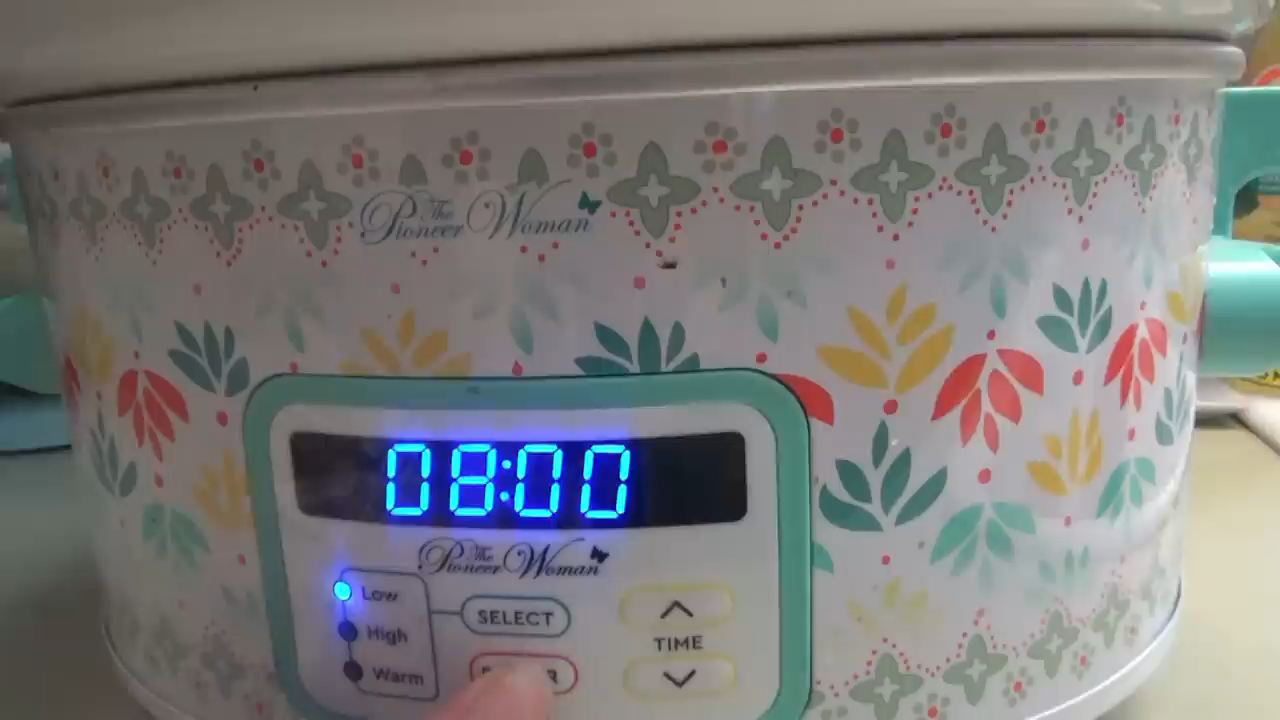 The
Pioneer Woman
08:00
The
Pioneer Woman
Low
High
Warm
SELECT
TIME